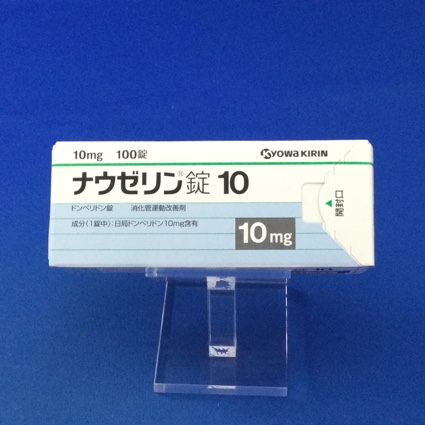 10mg 100錠
KYOWA KIRIN
ナウゼリン®錠 10
ドンペリドン錠 消化管運動改善剤
成分(1錠中):日局ドンペリドン10mg含有
10mg
開封口